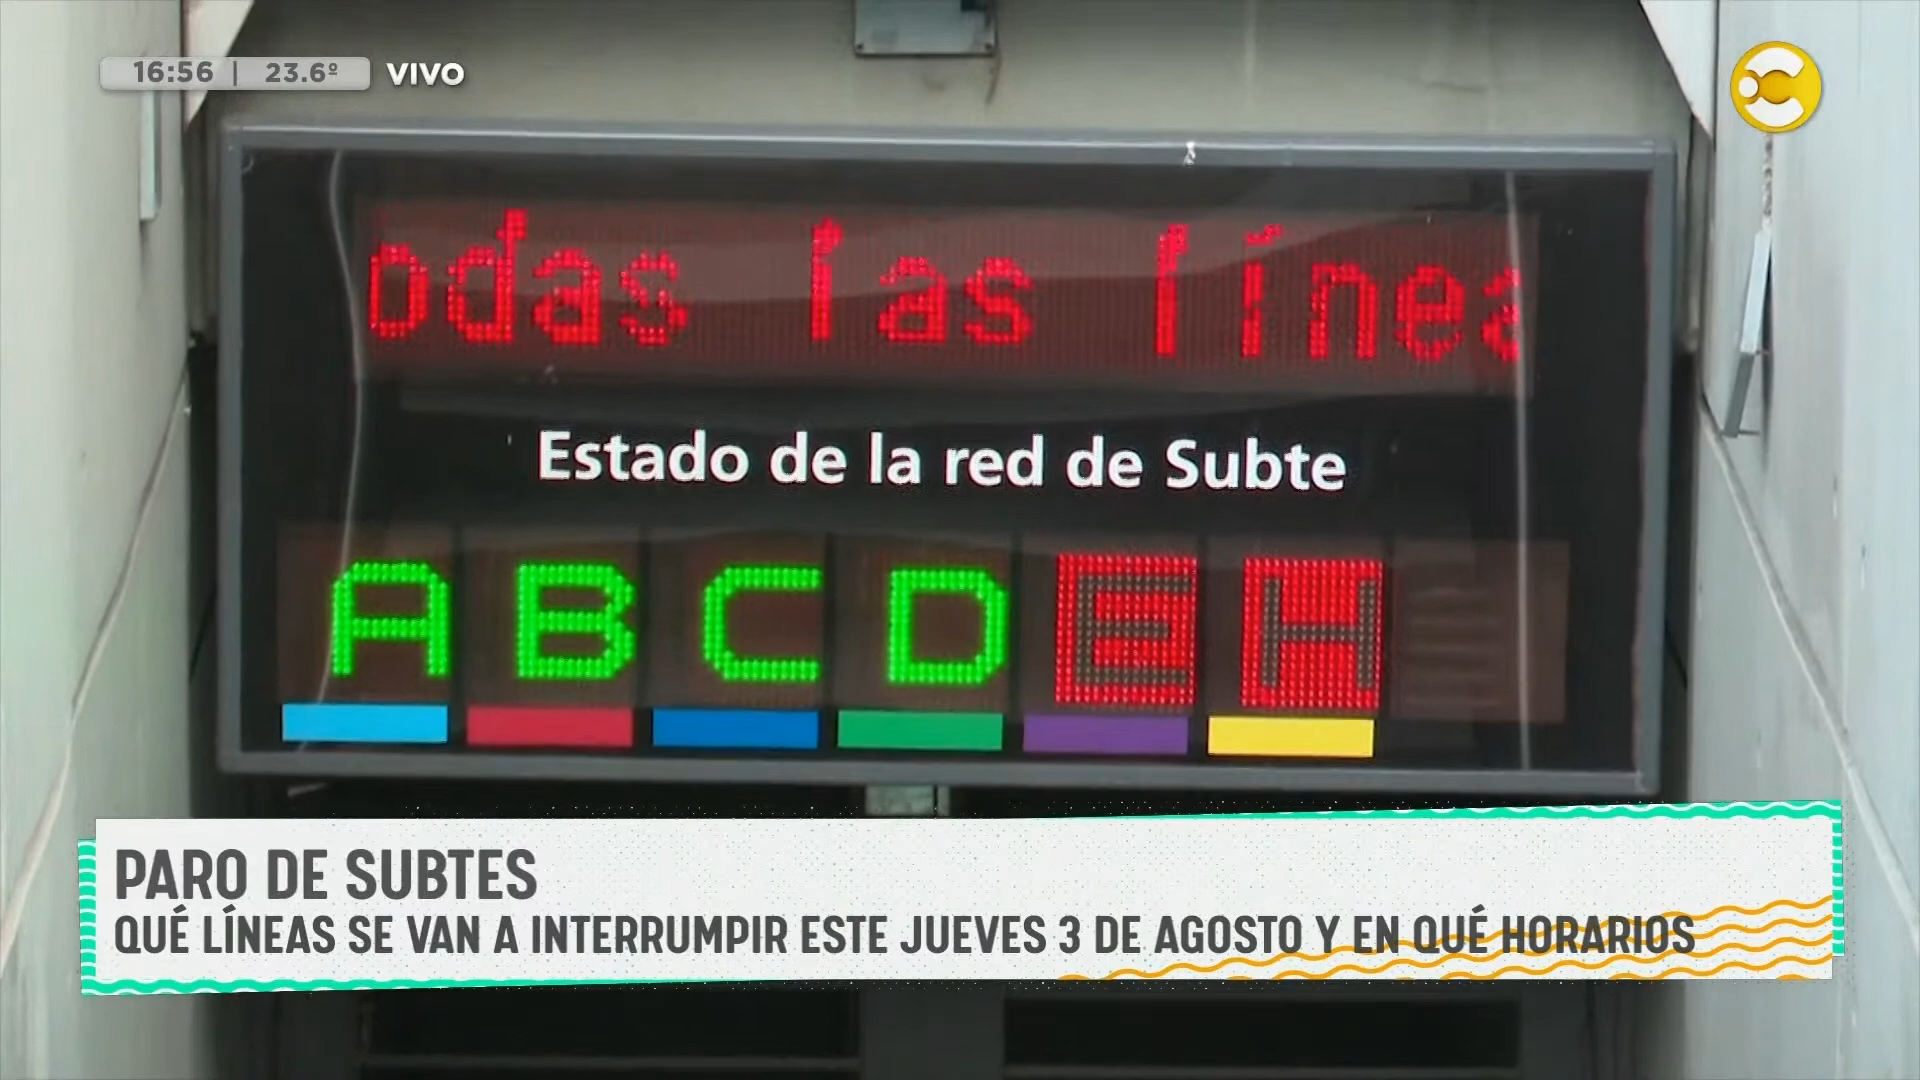 16:56 | 23.6º VIVO
odas las línea
Estado de la red de Subte
A B C D E H
PARO DE SUBTES
QUÉ LÍNEAS SE VAN A INTERRUMPIR ESTE JUEVES 3 DE AGOSTO Y EN QUÉ HORARIOS